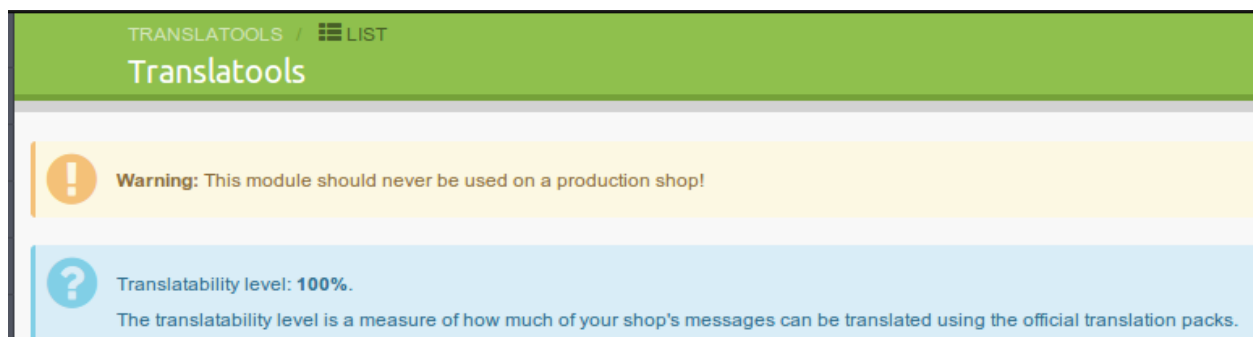 TRANSLATOOLS / LIST
Translatools
Warning: This module should never be used on a production shop!
Translatability level: 100%.
The translatability level is a measure of how much of your shop's messages can be translated using the official translation packs.